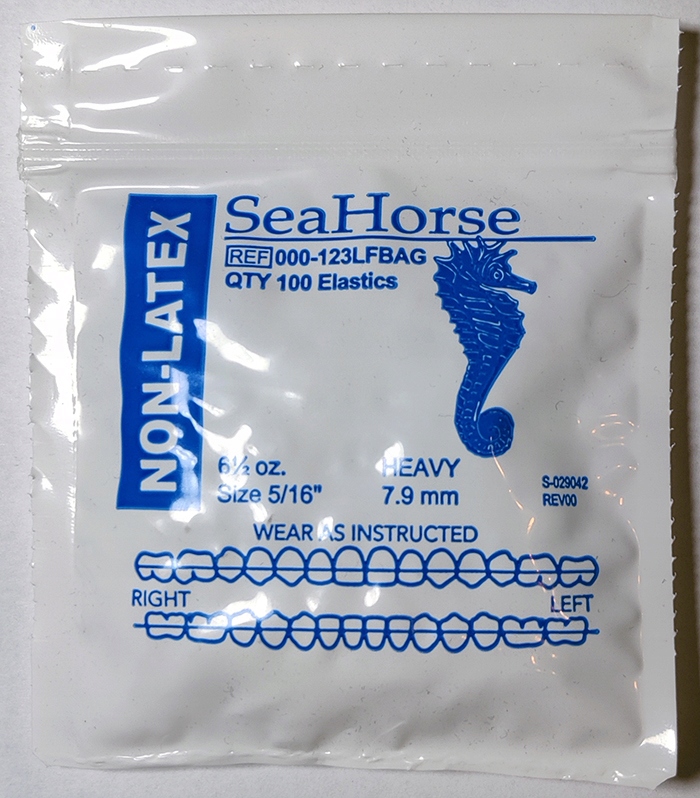 NON-LATEX
SeaHorse
REF 000-123LFBAG
QTY 100 Elastics
6½ oz. HEAVY
Size 5/16" 7.9 mm
S-029042
REV00
WEAR AS INSTRUCTED
RIGHT LEFT